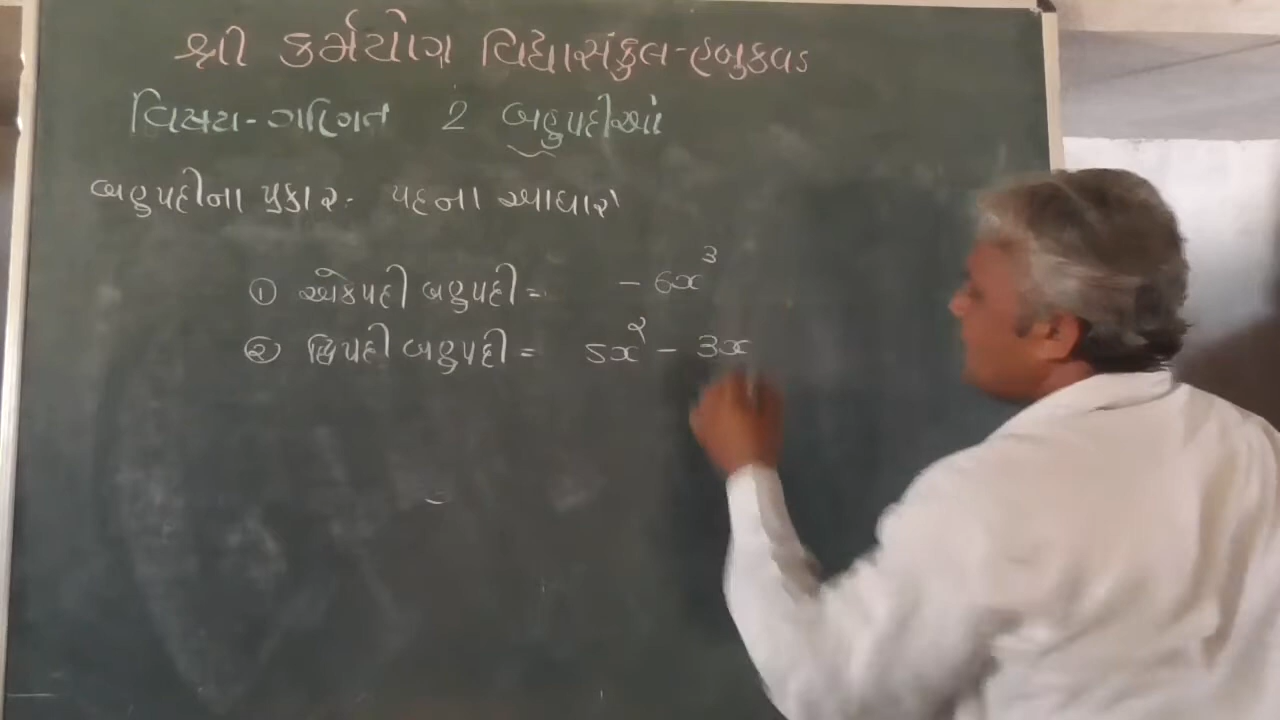 શ્રી કર્મયોગ વિદ્યાસંકુલ-હબુકવડ
વિષય-ગણિત 2 બહુપદીઓ
બહુપદીના પ્રકાર- પદના આધારે
① એકપદી બહુપદી = - 6x³
② દ્વિપદી બહુપદી = 5x² - 3x